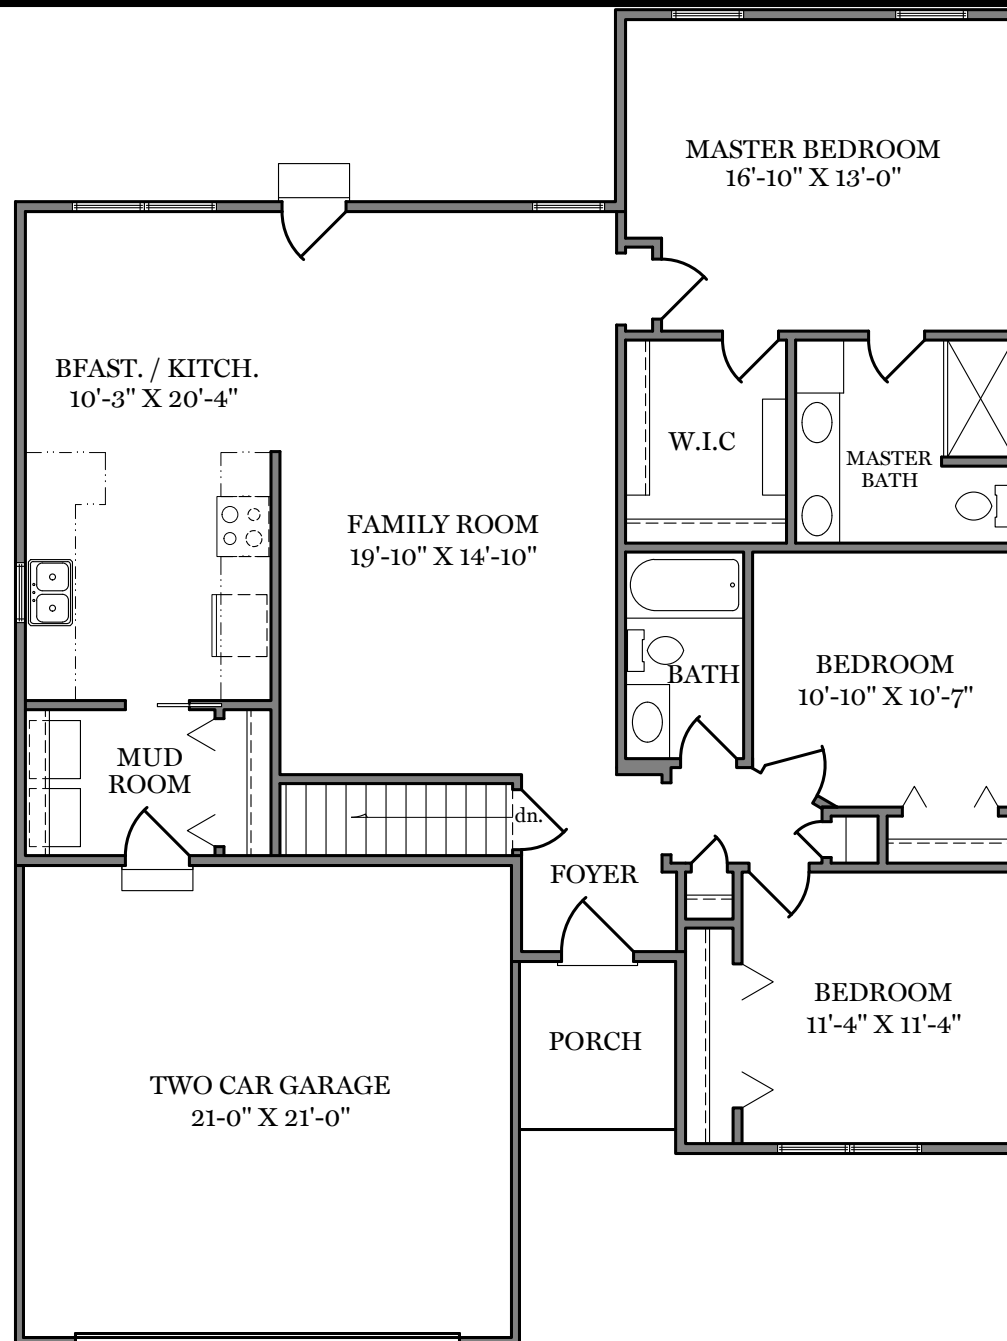 MASTER BEDROOM
16'-10" X 13'-0"
BFAST. / KITCH.
10'-3" X 20'-4"
W.I.C
MASTER
BATH
FAMILY ROOM
19'-10" X 14'-10"
BATH
BEDROOM
10'-10" X 10'-7"
MUD
ROOM
dn.
FOYER
BEDROOM
11'-4" X 11'-4"
PORCH
TWO CAR GARAGE
21-0" X 21'-0"